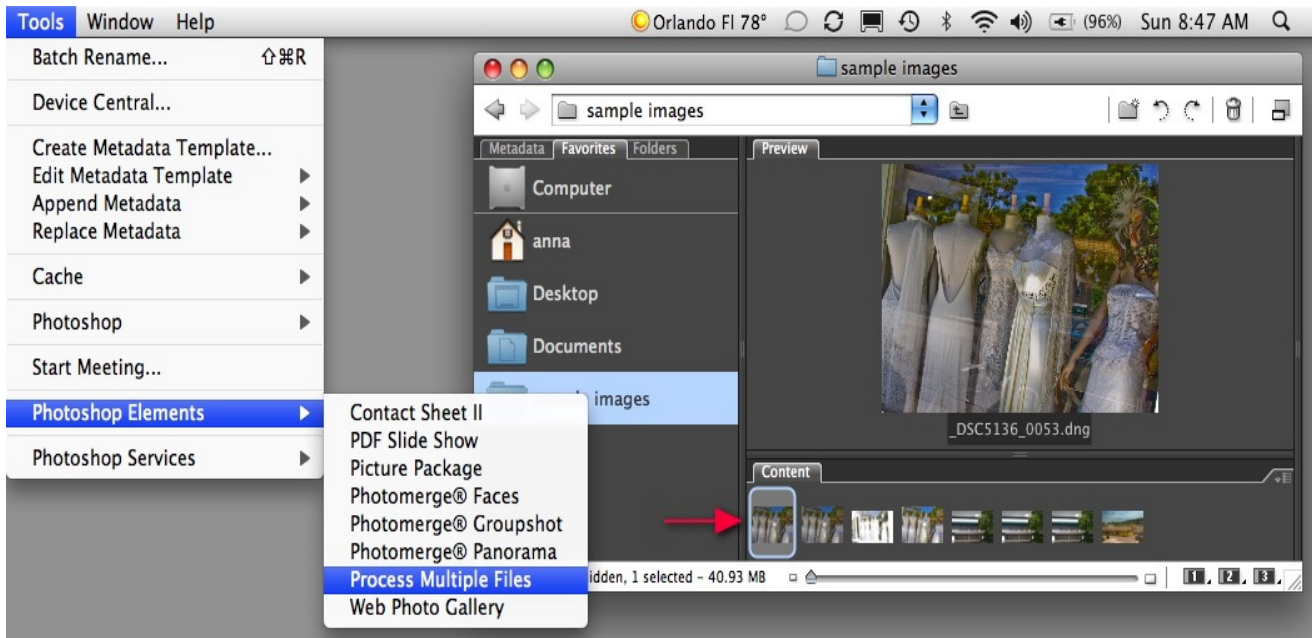 Tools Window Help
Orlando Fl 78° (96%) Sun 8:47 AM
Batch Rename... ⇧⌘R
Device Central...
Create Metadata Template...
Edit Metadata Template
Append Metadata
Replace Metadata
Cache
Photoshop
Start Meeting...
Photoshop Elements
Photoshop Services
Contact Sheet II
PDF Slide Show
Picture Package
Photomerge® Faces
Photomerge® Groupshot
Photomerge® Panorama
Process Multiple Files
Web Photo Gallery
sample images
sample images
Metadata Favorites Folders
Computer
anna
Desktop
Documents
images
Preview
_DSC5136_0053.dng
Content
1 selected - 40.93 MB
1 2 3